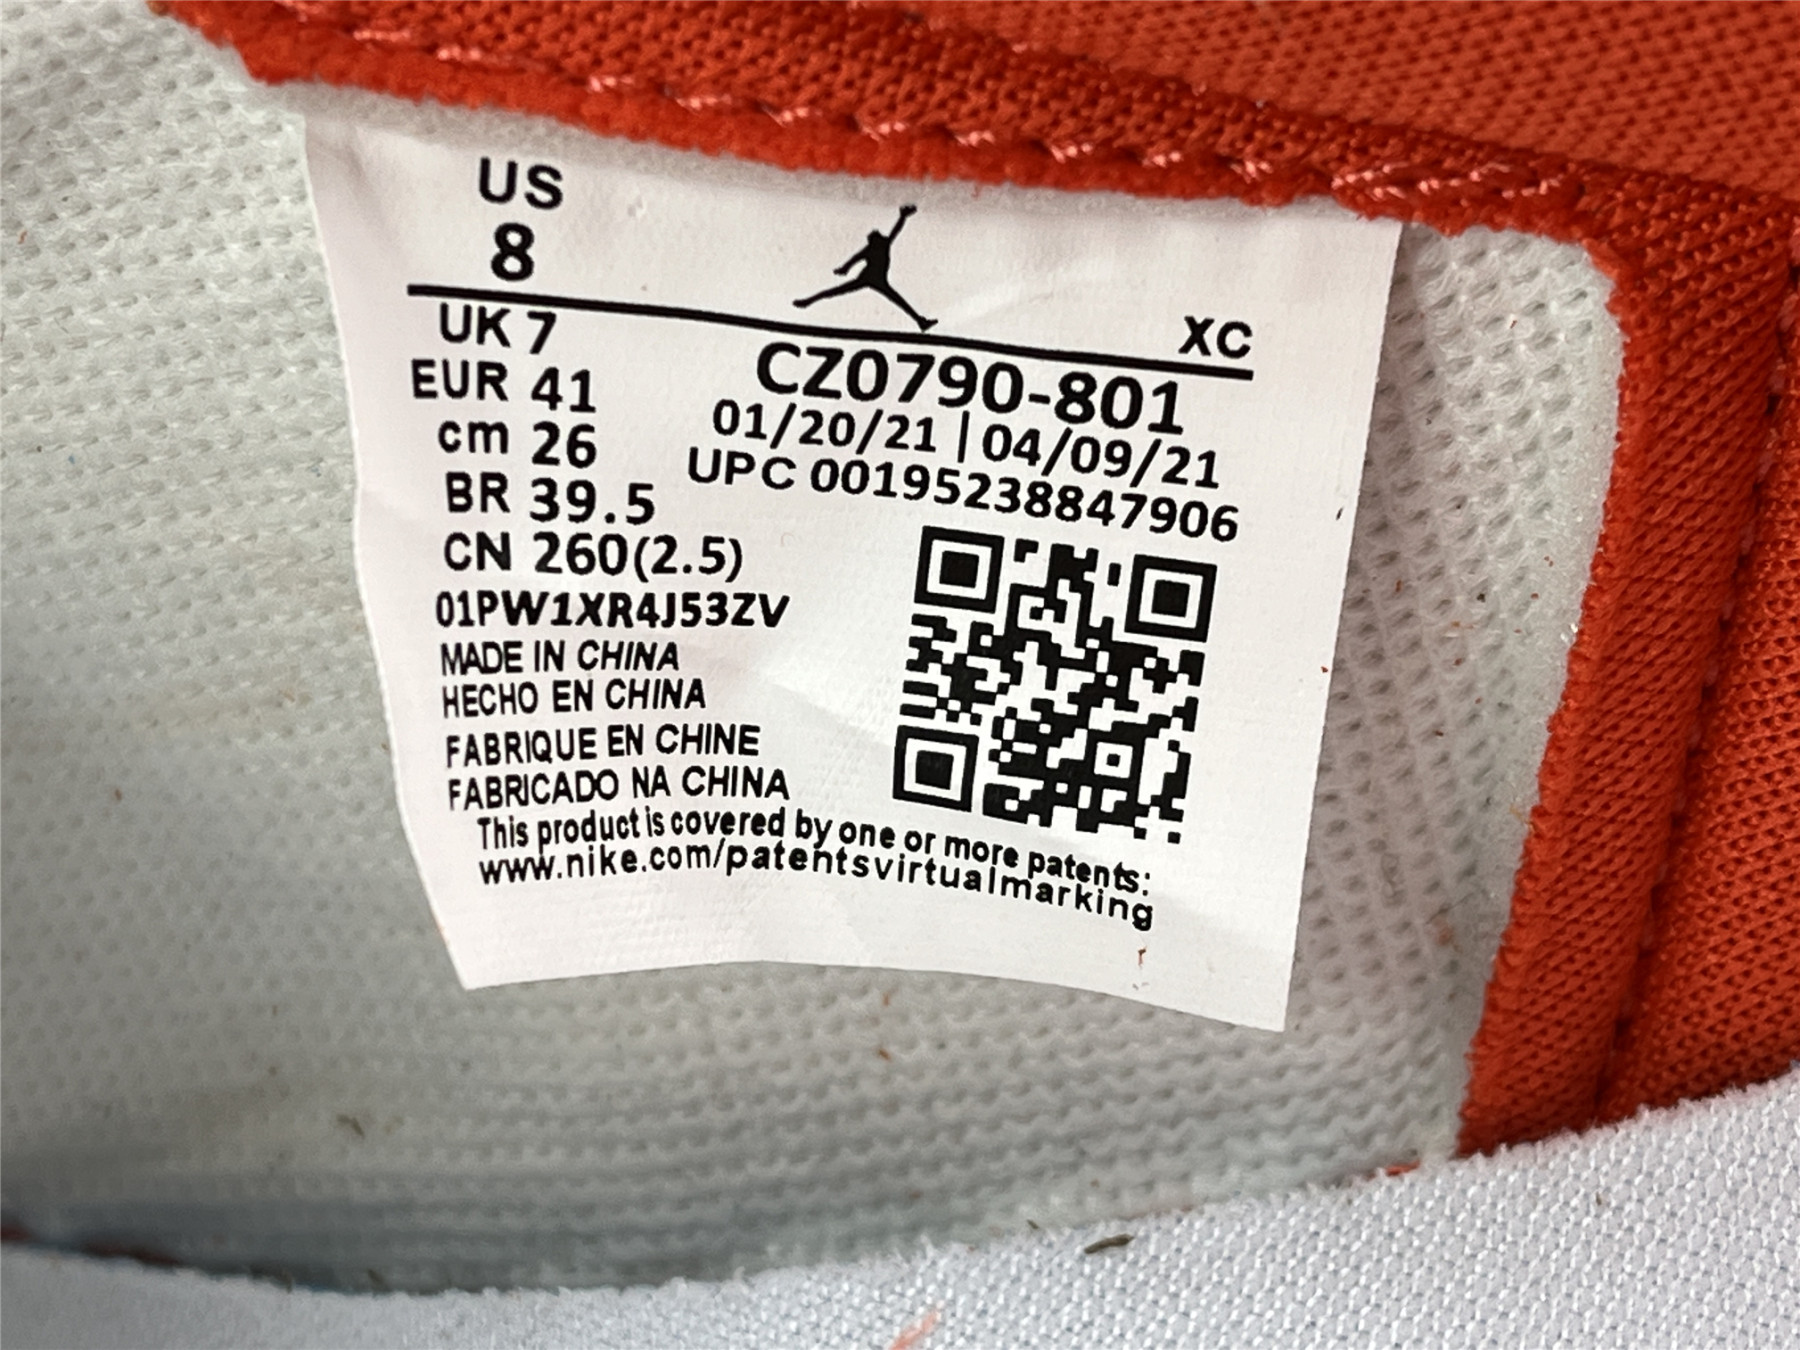 US
8
XC
UK 7
CZ0790-801
EUR 41
01/20/21 | 04/09/21
cm 26
UPC 00195238847906
BR 39.5
CN 260(2.5)
01PW1XR4J53ZV
MADE IN CHINA
HECHO EN CHINA
FABRIQUE EN CHINE
FABRICADO NA CHINA
This product is covered by one or more patents:
www.nike.com/patentsvirtualmarking